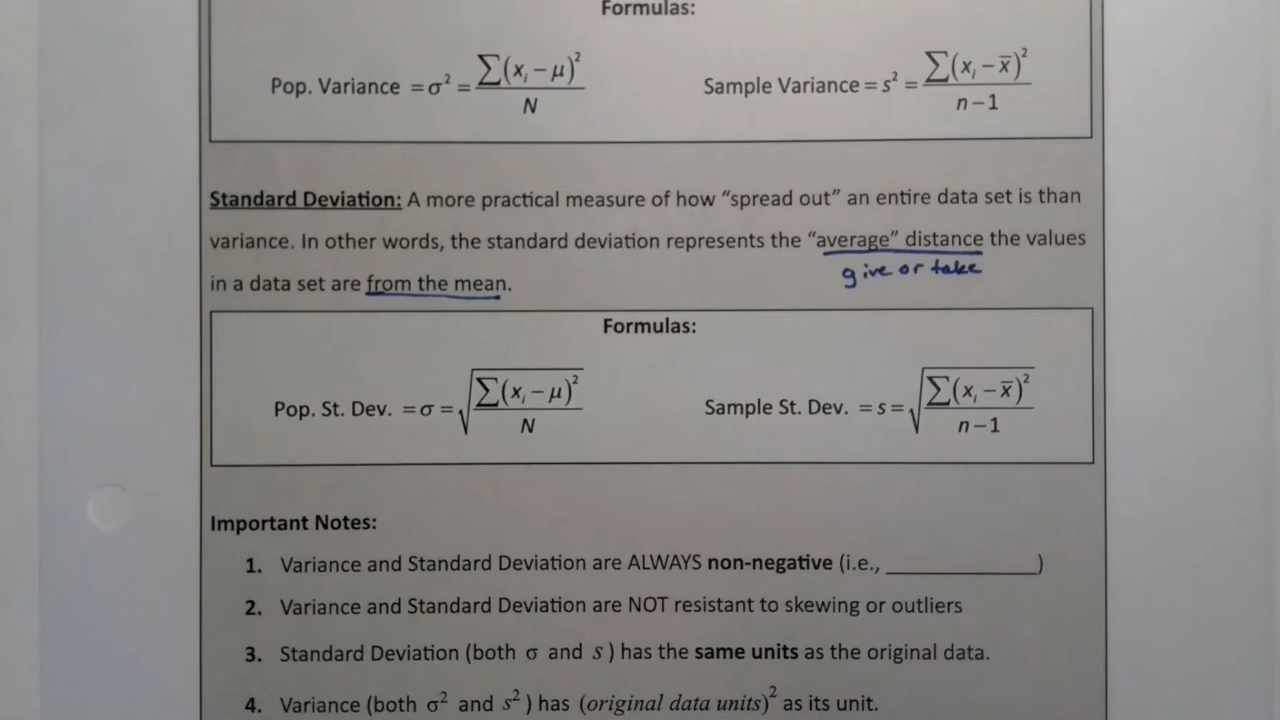 Formulas:
Pop. Variance = σ² = ∑(xᵢ − μ)² / N
Sample Variance = s² = ∑(xᵢ − x̄)² / n − 1
Standard Deviation: A more practical measure of how “spread out” an entire data set is than
variance. In other words, the standard deviation represents the “average” distance the values
give or take
in a data set are from the mean.
Formulas:
Pop. St. Dev. = σ = √(∑(xᵢ − μ)² / N)
Sample St. Dev. = s = √(∑(xᵢ − x̄)² / n − 1)
Important Notes:
1. Variance and Standard Deviation are ALWAYS non-negative (i.e., ____________)
2. Variance and Standard Deviation are NOT resistant to skewing or outliers
3. Standard Deviation (both σ and s) has the same units as the original data.
4. Variance (both σ² and s²) has (original data units)² as its unit.